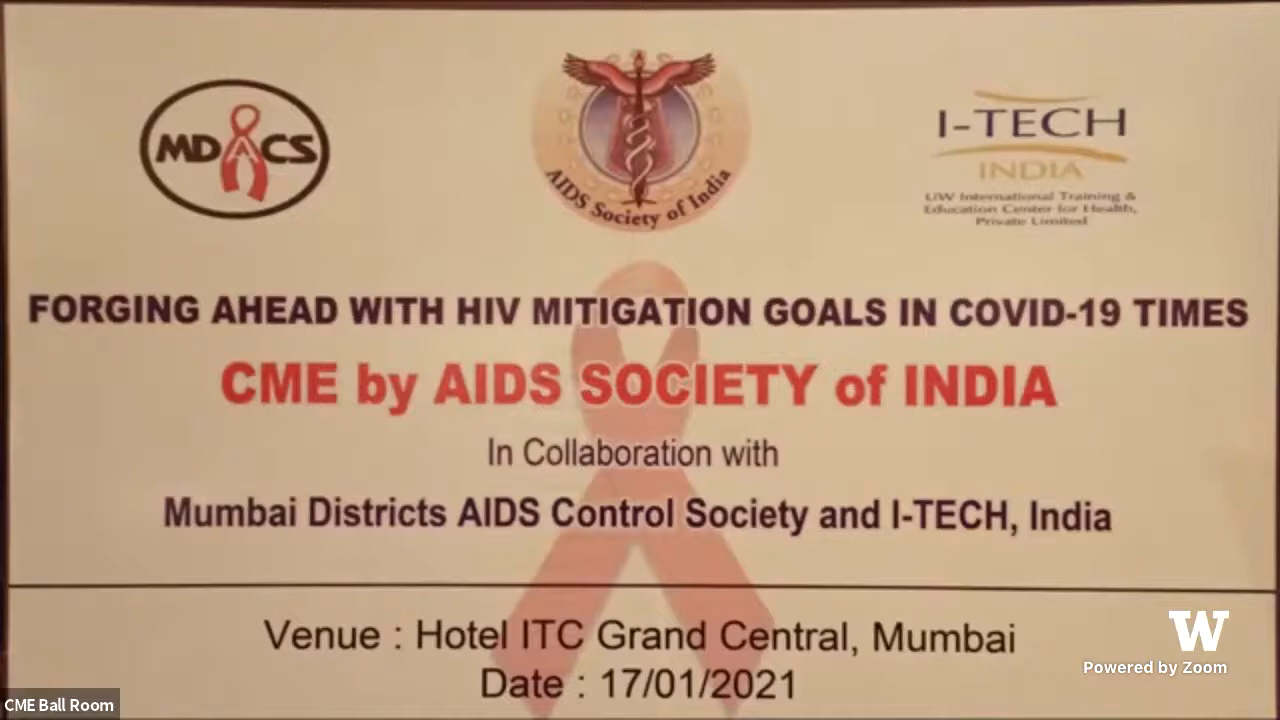 MDACS
AIDS Society of India
I-TECH
INDIA
UW International Training &
Education Center for Health,
Private Limited
FORGING AHEAD WITH HIV MITIGATION GOALS IN COVID-19 TIMES
CME by AIDS SOCIETY of INDIA
In Collaboration with
Mumbai Districts AIDS Control Society and I-TECH, India
Venue : Hotel ITC Grand Central, Mumbai
Date : 17/01/2021
W
Powered by Zoom
CME Ball Room